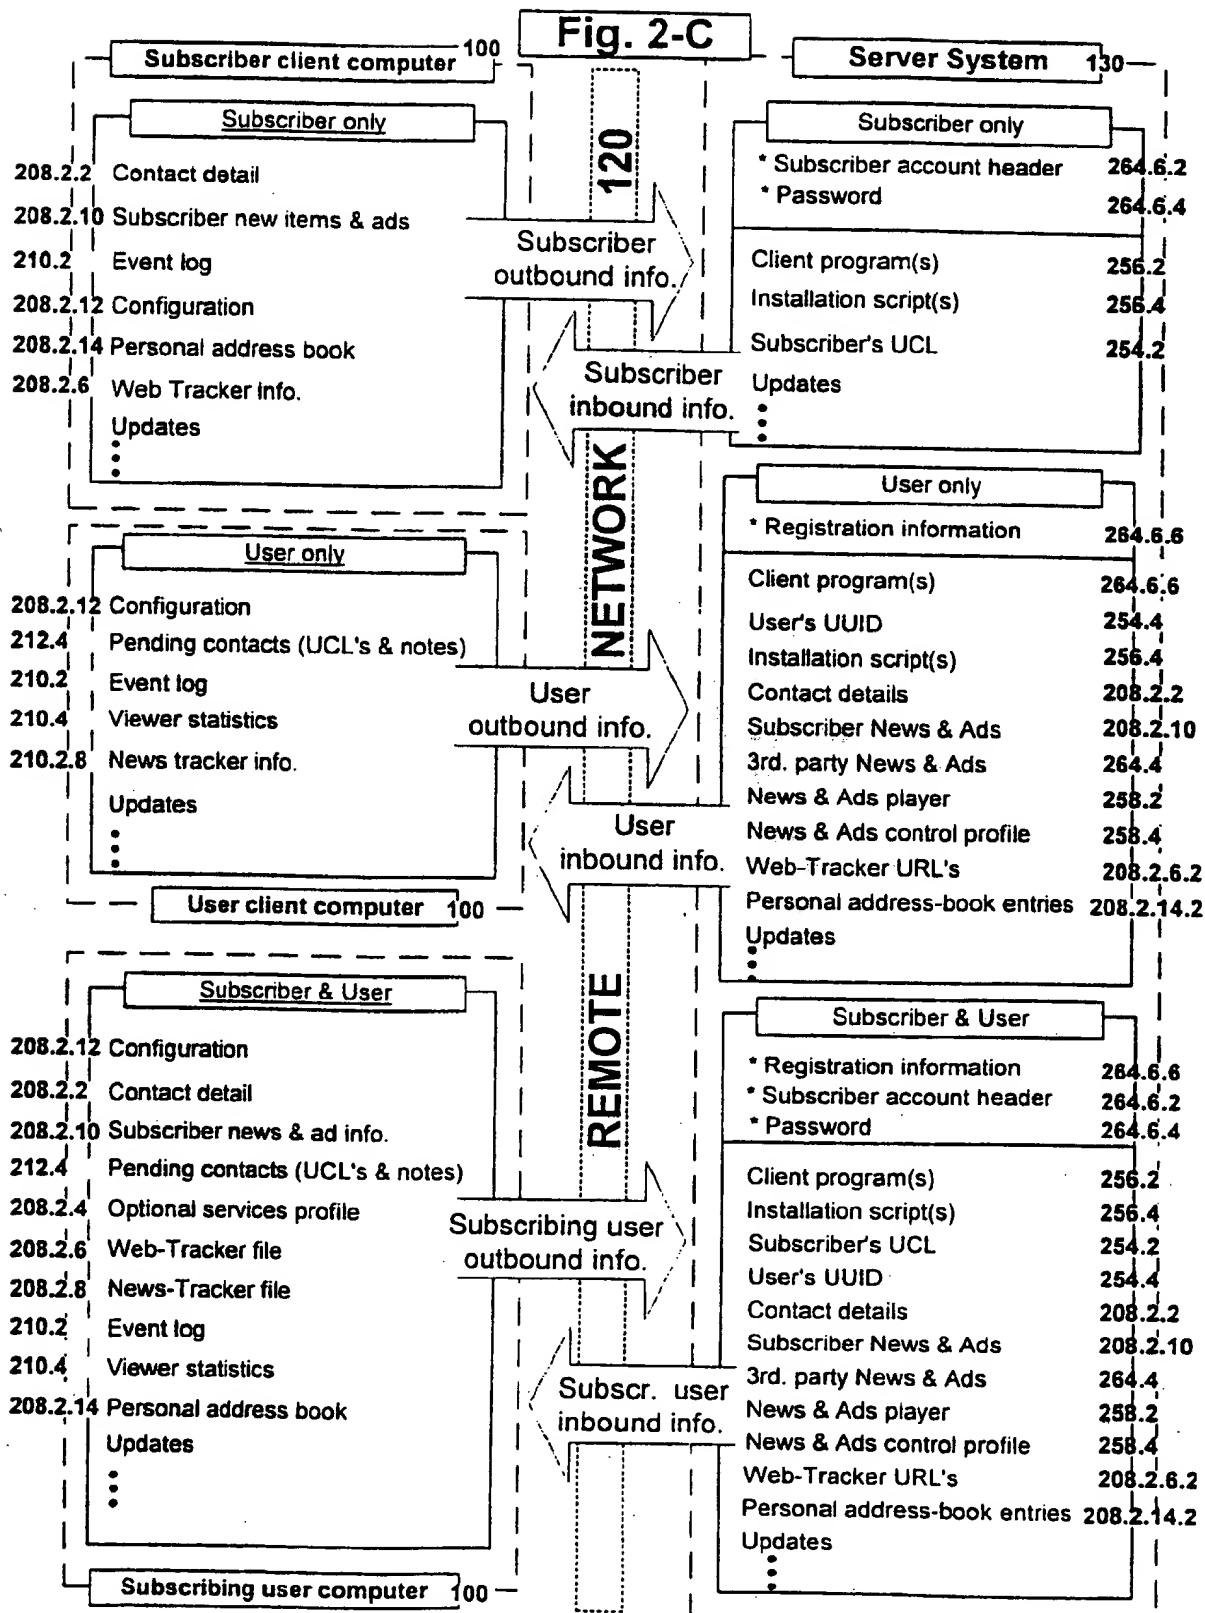 Fig. 2-C
Subscriber client computer 100
Subscriber only
208.2.2 Contact detail
208.2.10 Subscriber new items & ads
210.2 Event log
208.2.12 Configuration
208.2.14 Personal address book
208.2.6 Web Tracker info.
Updates
User only
208.2.12 Configuration
212.4 Pending contacts (UCL's & notes)
210.2 Event log
210.4 Viewer statistics
210.2.8 News tracker info.
Updates
User client computer 100
Subscriber & User
208.2.12 Configuration
208.2.2 Contact detail
208.2.10 Subscriber news & ad info.
212.4 Pending contacts (UCL's & notes)
208.2.4 Optional services profile
208.2.6 Web-Tracker file
208.2.8 News-Tracker file
210.2 Event log
210.4 Viewer statistics
208.2.14 Personal address book
Updates
Subscribing user computer 100
REMOTE NETWORK 120
Subscriber
outbound info.
Subscriber
inbound info.
User
outbound info.
User
inbound info.
Subscribing user
outbound info.
Subscr. user
inbound info.
Server System 130
Subscriber only
* Subscriber account header 264.6.2
* Password 264.6.4
Client program(s) 256.2
Installation script(s) 256.4
Subscriber's UCL 254.2
Updates
User only
* Registration information 264.6.6
Client program(s) 264.6.6
User's UUID 254.4
Installation script(s) 256.4
Contact details 208.2.2
Subscriber News & Ads 208.2.10
3rd. party News & Ads 264.4
News & Ads player 258.2
News & Ads control profile 258.4
Web-Tracker URL's 208.2.6.2
Personal address-book entries 208.2.14.2
Updates
Subscriber & User
* Registration information 264.6.6
* Subscriber account header 264.6.2
* Password 264.6.4
Client program(s) 256.2
Installation script(s) 256.4
Subscriber's UCL 254.2
User's UUID 254.4
Contact details 208.2.2
Subscriber News & Ads 208.2.10
3rd. party News & Ads 264.4
News & Ads player 258.2
News & Ads control profile 258.4
Web-Tracker URL's 208.2.6.2
Personal address-book entries 208.2.14.2
Updates